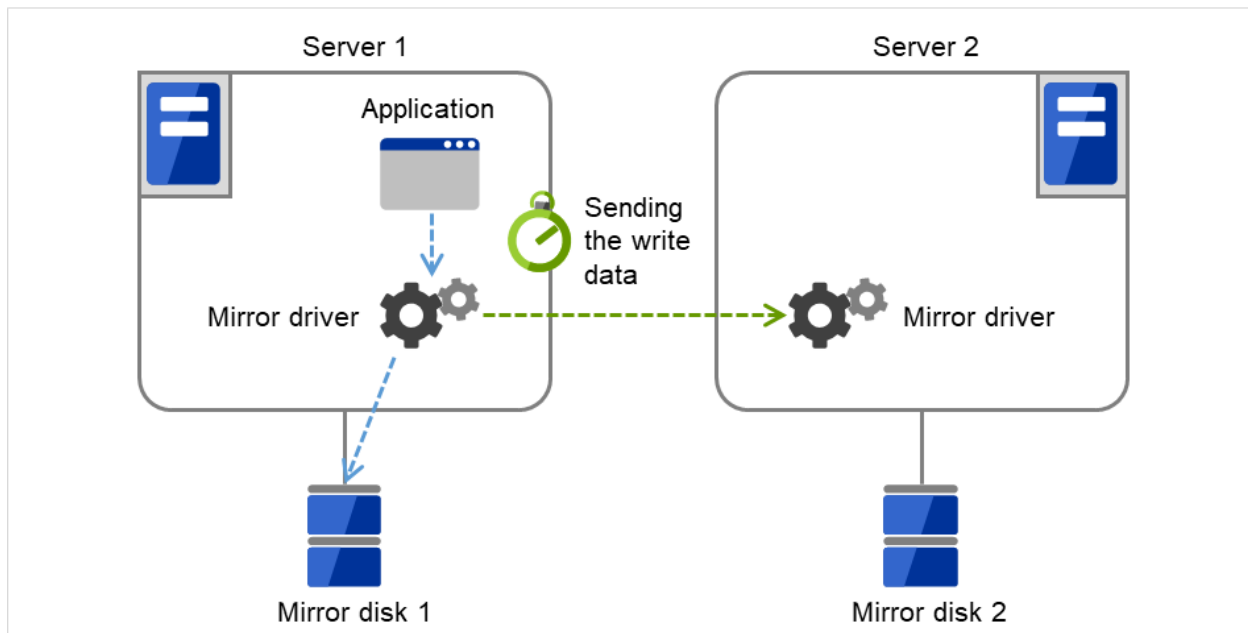 Server 1
Server 2
Application
Sending
the write
data
Mirror driver
Mirror driver
Mirror disk 1
Mirror disk 2